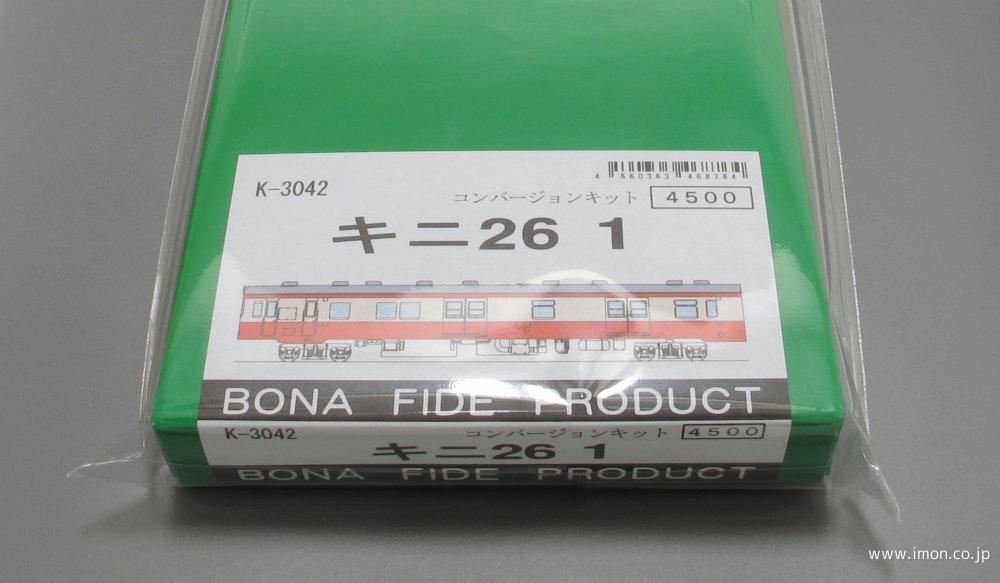 K-3042
4 560363 468764
コンバージョンキット 4500
キニ26 1
BONA FIDE PRODUCT
K-3042 コンバージョンキット 4500
キニ26 1
BONA FIDE PRODUCT
www.imon.co.jp